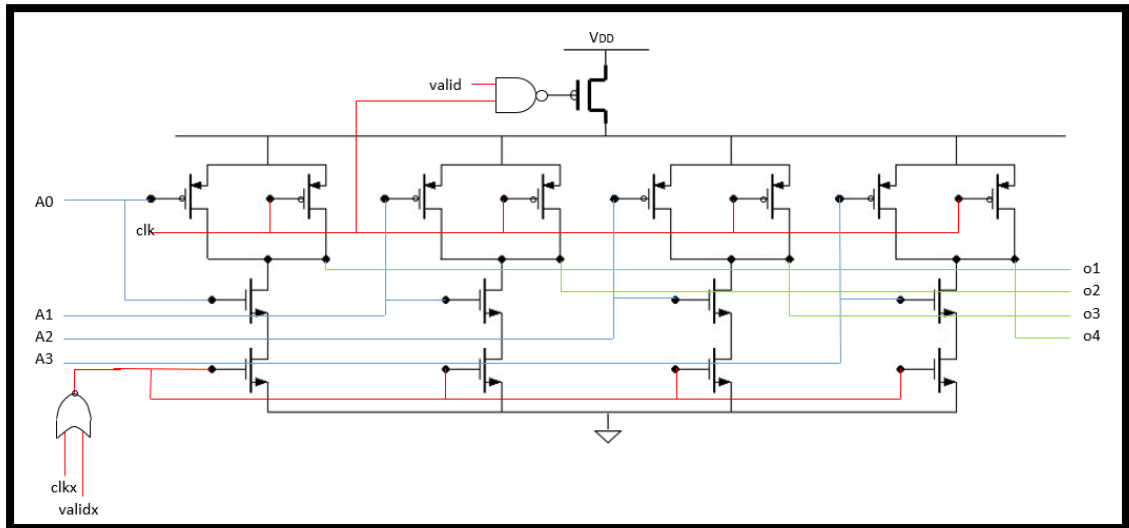 VDD
valid
A0
clk
o1
o2
A1
o3
A2
o4
A3
clkx
validx